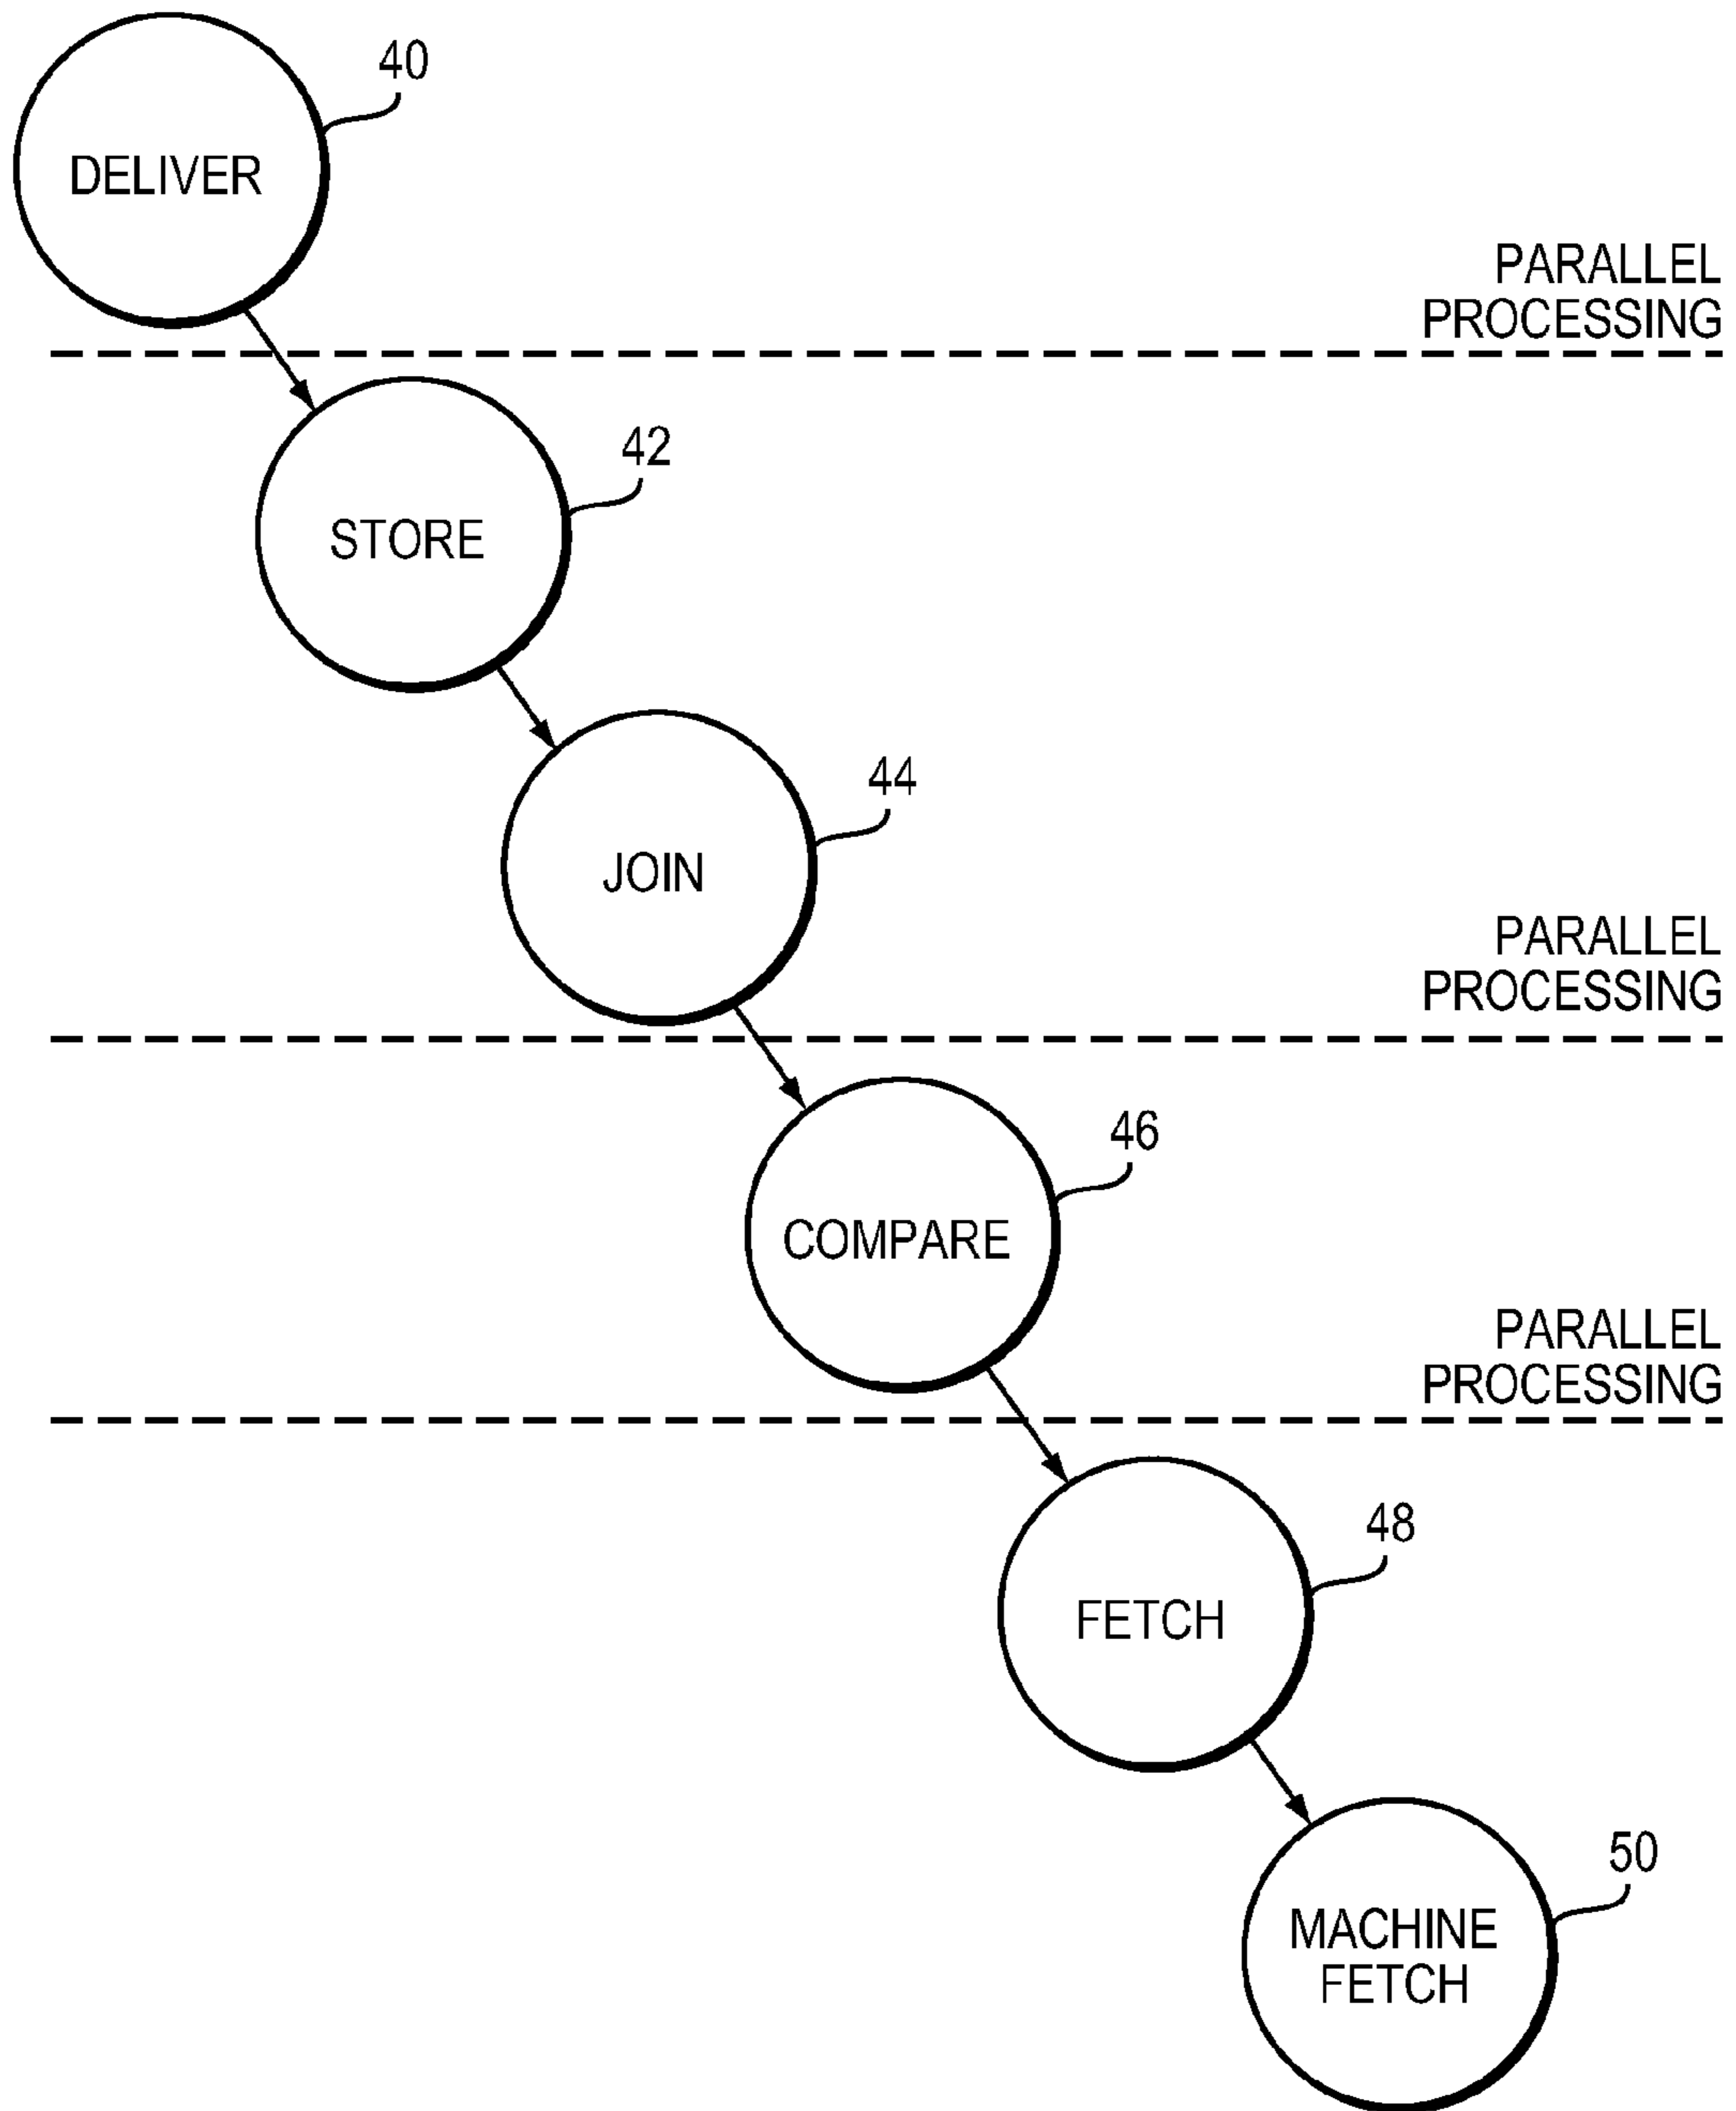 40
DELIVER
PARALLEL
PROCESSING
42
STORE
44
JOIN
PARALLEL
PROCESSING
46
COMPARE
PARALLEL
PROCESSING
48
FETCH
50
MACHINE
FETCH